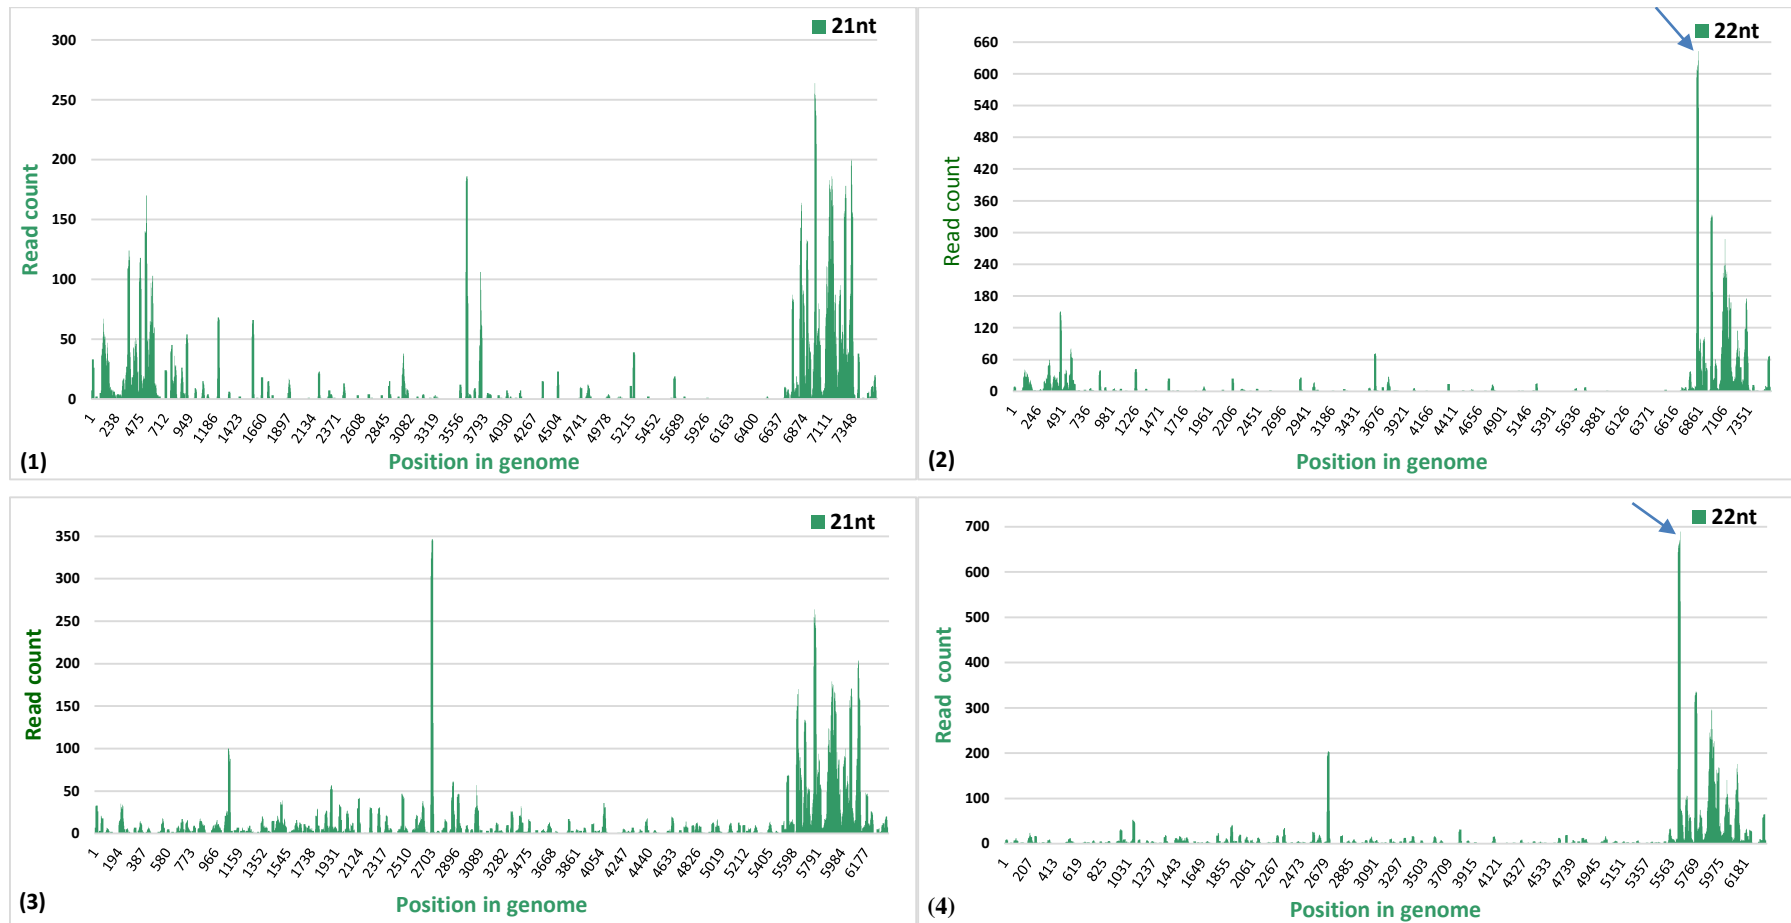 21nt
300
250
200
150
100
50
0
Read count
1 238 475 712 949 1186 1423 1660 1897 2134 2371 2608 2845 3082 3319 3556 3793 4030 4267 4504 4741 4978 5215 5452 5689 5926 6163 6400 6637 6874 7111 7348
(1)
Position in genome
22nt
660
600
540
480
420
360
300
240
180
120
60
0
Read count
1 246 491 736 981 1226 1471 1716 1961 2206 2451 2696 2941 3186 3431 3676 3921 4166 4411 4656 4901 5146 5391 5636 5881 6126 6371 6616 6861 7106 7351
(2)
Position in genome
21nt
350
300
250
200
150
100
50
0
Read count
1 194 387 580 773 966 1159 1352 1545 1738 1931 2124 2317 2510 2703 2896 3089 3282 3475 3668 3861 4054 4247 4440 4633 4826 5019 5212 5405 5598 5791 5984 6177
(3)
Position in genome
22nt
700
600
500
400
300
200
100
0
Read count
1 207 413 619 825 1031 1237 1443 1649 1855 2061 2267 2473 2679 2885 3091 3297 3503 3709 3915 4121 4327 4533 4739 4945 5151 5357 5563 5769 5975 6181
(4)
Position in genome